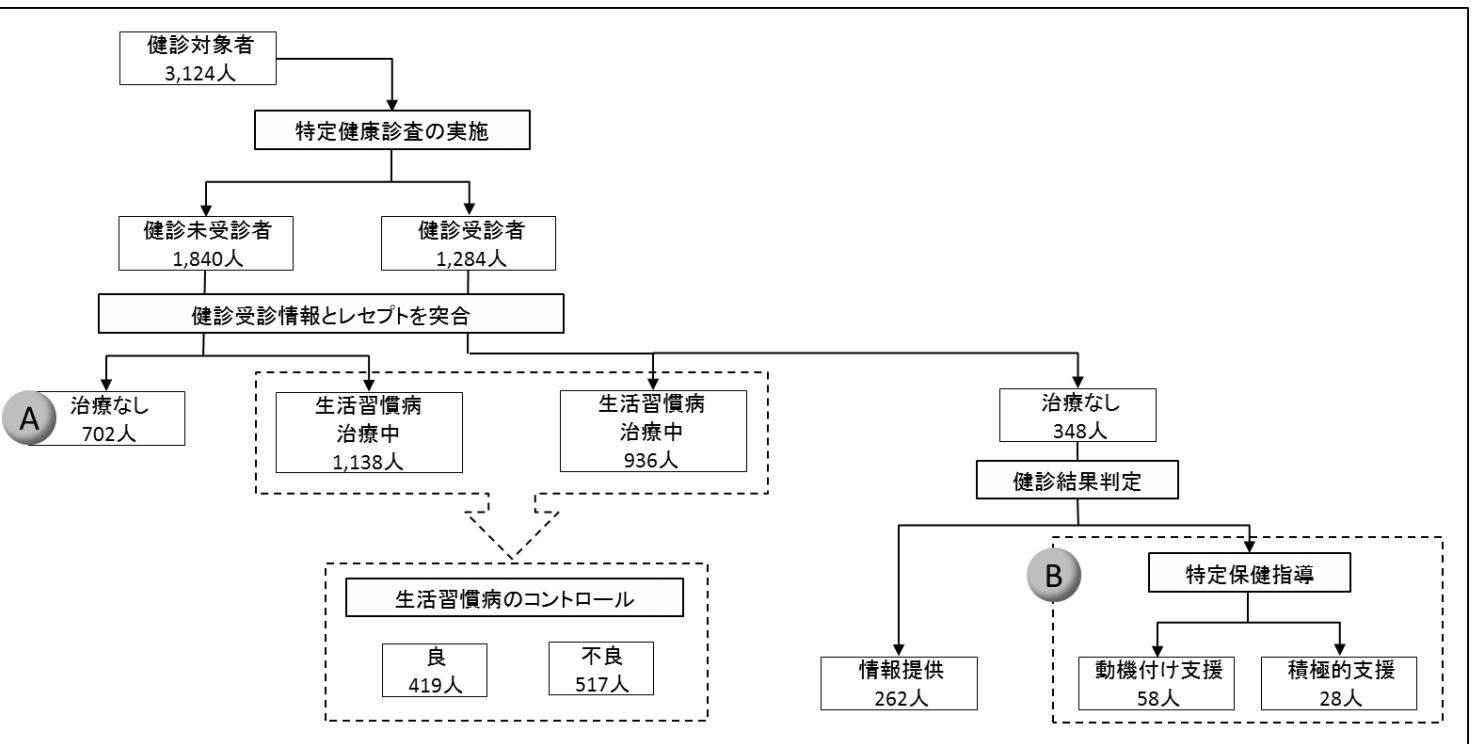 健診対象者
3,124人
特定健康診査の実施
健診未受診者
1,840人
健診受診者
1,284人
健診受診情報とレセプトを突合
A
治療なし
702人
生活習慣病
治療中
1,138人
生活習慣病
治療中
936人
治療なし
348人
健診結果判定
生活習慣病のコントロール
良
419人
不良
517人
B
特定保健指導
情報提供
262人
動機付け支援
58人
積極的支援
28人